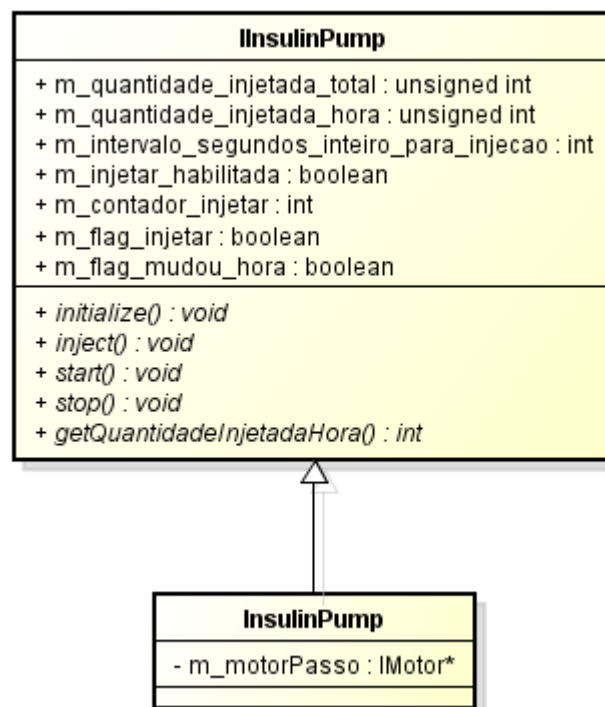 IInsulinPump
+ m_quantidade_injetada_total : unsigned int
+ m_quantidade_injetada_hora : unsigned int
+ m_intervalo_segundos_inteiro_para_injecao : int
+ m_injetar_habilitada : boolean
+ m_contador_injetar : int
+ m_flag_injetar : boolean
+ m_flag_mudou_hora : boolean
+ initialize() : void
+ inject() : void
+ start() : void
+ stop() : void
+ getQuantidadeInjetadaHora() : int
InsulinPump
- m_motorPasso : IMotor*